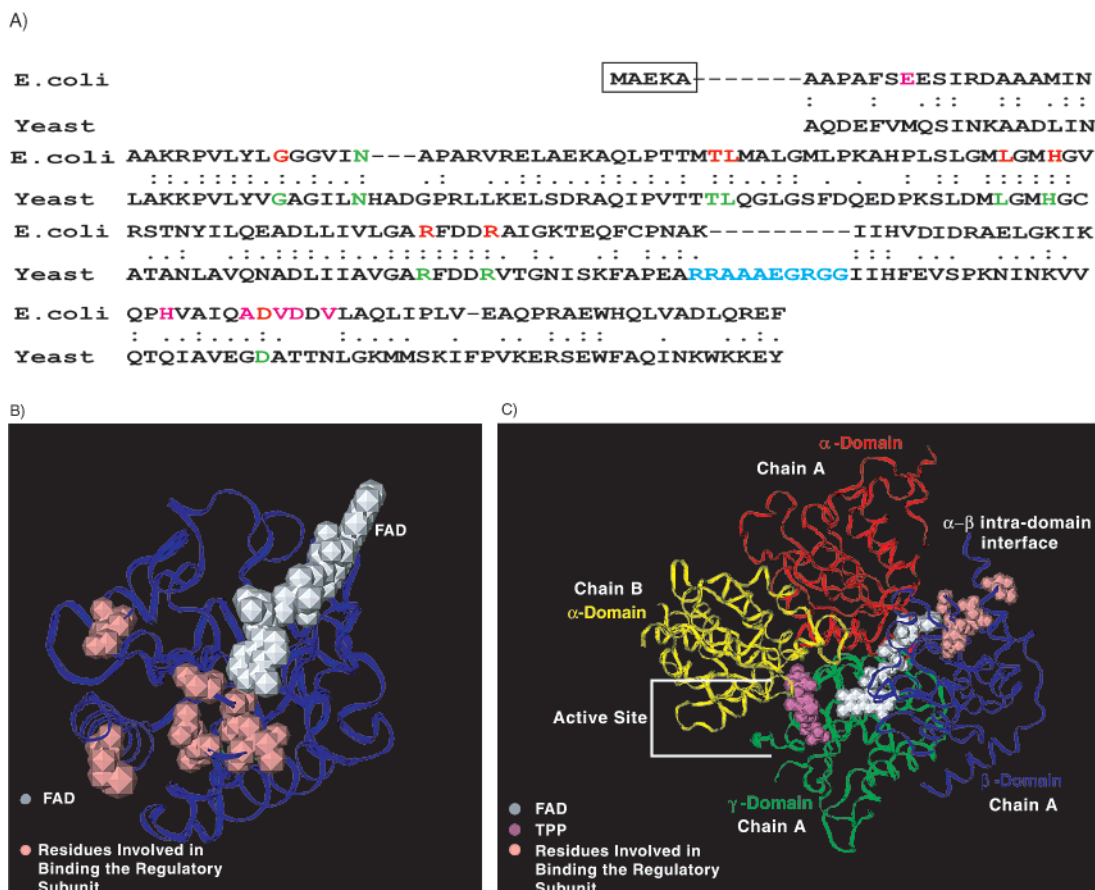 A)
E.coli MAEKA--------AAPAFSEESIRDAAAMIN
: . .:: .:: :.::
Yeast AQDEFVMQSINKAADLIN
E.coli AAKRPVLYLGGGVIN---APARVRELAEKAQLPTTMTLMALGMLPKAHPLSLGMLGMHGV
Yeast LAKKPVLYVGAGILNHADGPRLLKELSDRAQIPVTTTLQGLGSFDQEDPKSLDMLGMHGC
E.coli RSTNYILQEADLLIVLGARFDDRAIGKTEQFCPNAK---------IIHVDIDRAELGKIK
Yeast ATANLAVQNADLIIAVGARFDDRVTGNISKFAPEARRAAAEGRGGIIHFEVSPKNINKVV
E.coli QPHVAIQADVDDVLAQLIPLV-EAQPRAEWHQLVADLQREF
Yeast QTQIAVEGDATTNLGKMMSKIFPVKERSEWFAQINKWKKEY
B)
FAD
FAD
Residues Involved in
Binding the Regulatory
Subunit
C)
α-Domain
Chain A
α-β intra-domain
interface
Chain B
α-Domain
Active Site
β-Domain
Chain A
γ-Domain
Chain A
FAD
TPP
Residues Involved in
Binding the Regulatory
Subunit